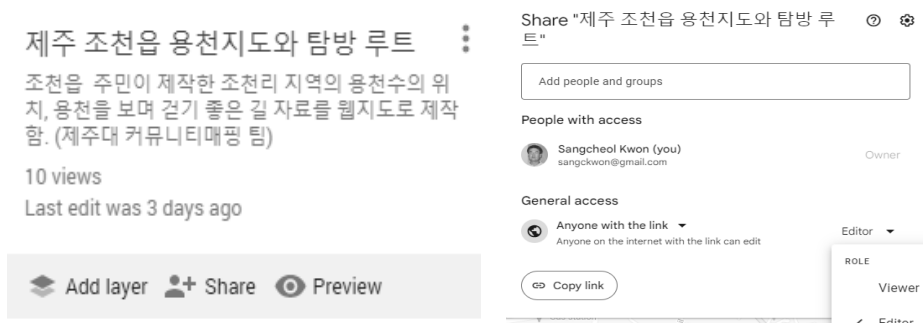 제주 조천읍 용천지도와 탐방 루트
조천읍 주민이 제작한 조천리 지역의 용천수의 위
치, 용천을 보며 걷기 좋은 길 자료를 웹지도로 제작
함. (제주대 커뮤니티매핑 팀)
10 views
Last edit was 3 days ago
Add layer Share Preview
Share "제주 조천읍 용천지도와 탐방 루
트"
Add people and groups
People with access
Sangcheol Kwon (you)
sangckwon@gmail.com
Owner
General access
Anyone with the link
Anyone on the internet with the link can edit
Editor
ROLE
Viewer
Editor
Copy link